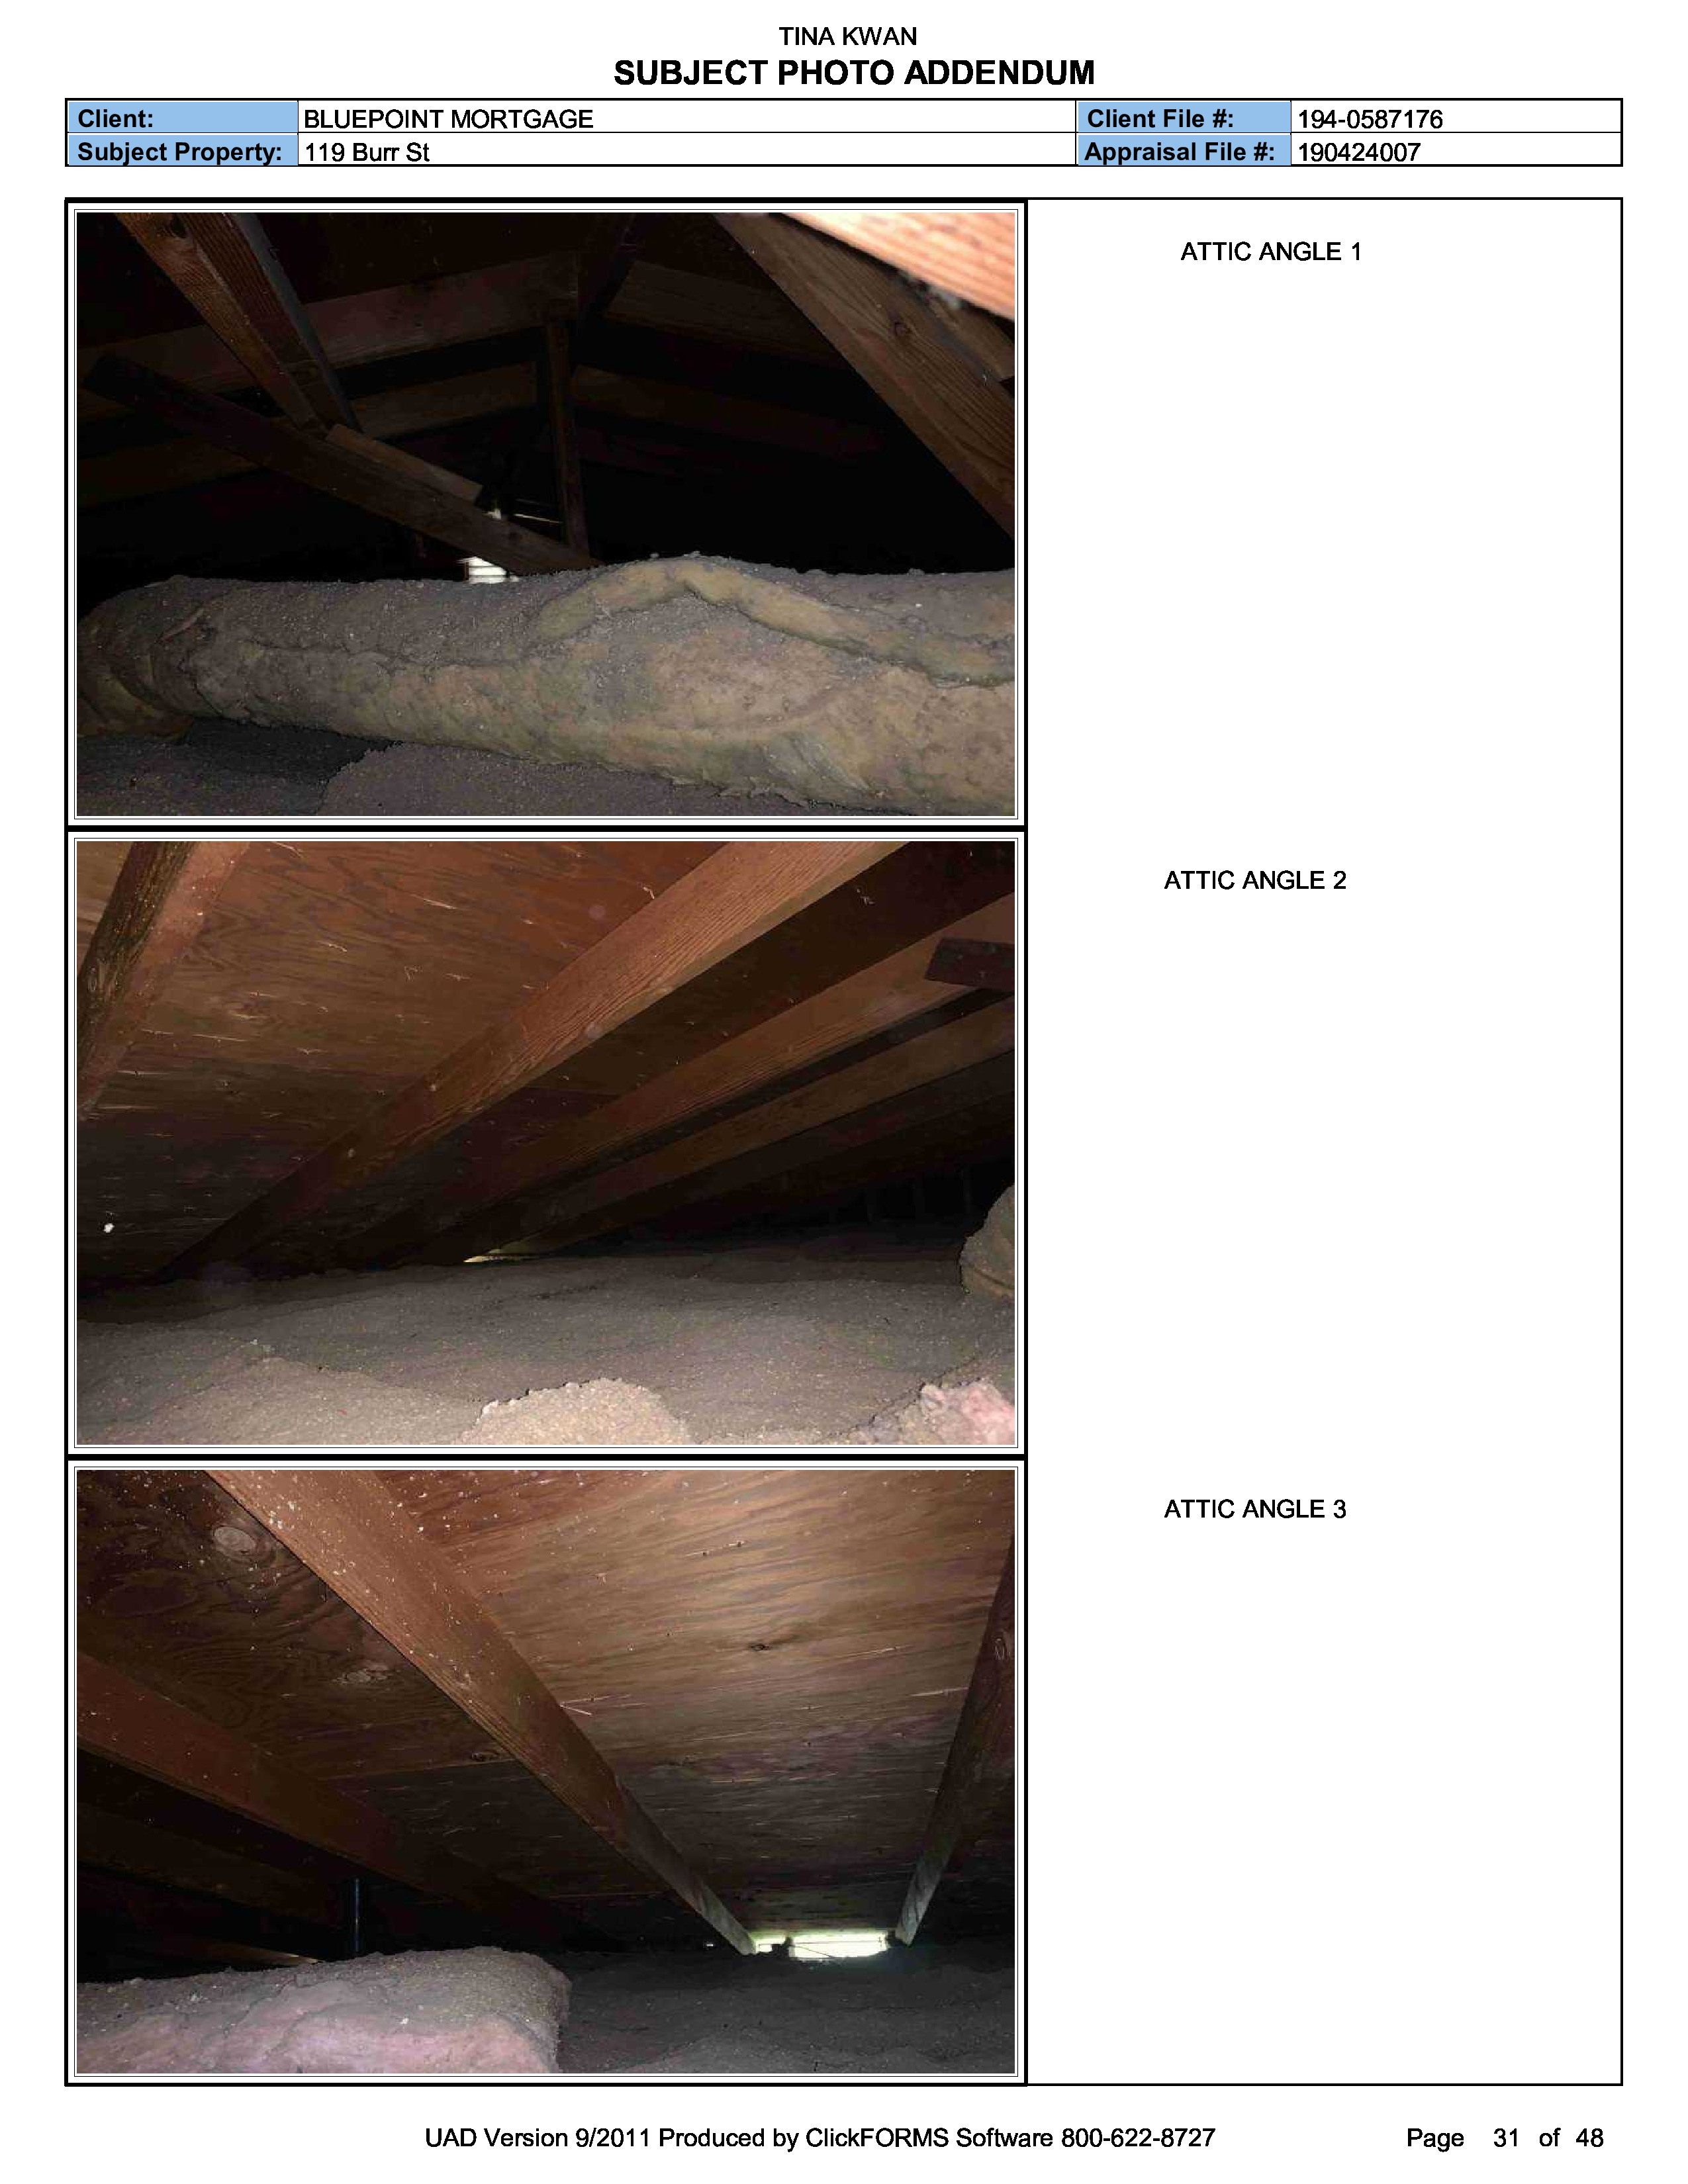 TINA KWAN
SUBJECT PHOTO ADDENDUM
Client: BLUEPOINT MORTGAGE Client File #: 194-0587176
Subject Property: 119 Burr St Appraisal File #: 190424007
ATTIC ANGLE 1
ATTIC ANGLE 2
ATTIC ANGLE 3
UAD Version 9/2011 Produced by ClickFORMS Software 800-622-8727 Page 31 of 48